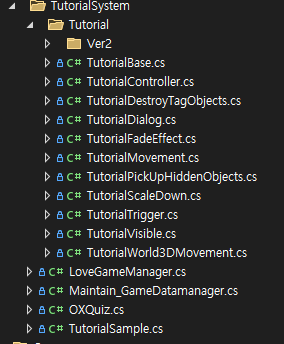 TutorialSystem
Tutorial
Ver2
C# TutorialBase.cs
C# TutorialController.cs
C# TutorialDestroyTagObjects.cs
C# TutorialDialog.cs
C# TutorialFadeEffect.cs
C# TutorialMovement.cs
C# TutorialPickUpHiddenObjects.cs
C# TutorialScaleDown.cs
C# TutorialTrigger.cs
C# TutorialVisible.cs
C# TutorialWorld3DMovement.cs
C# LoveGameManager.cs
C# Maintain_GameDatamanager.cs
C# OXQuiz.cs
C# TutorialSample.cs